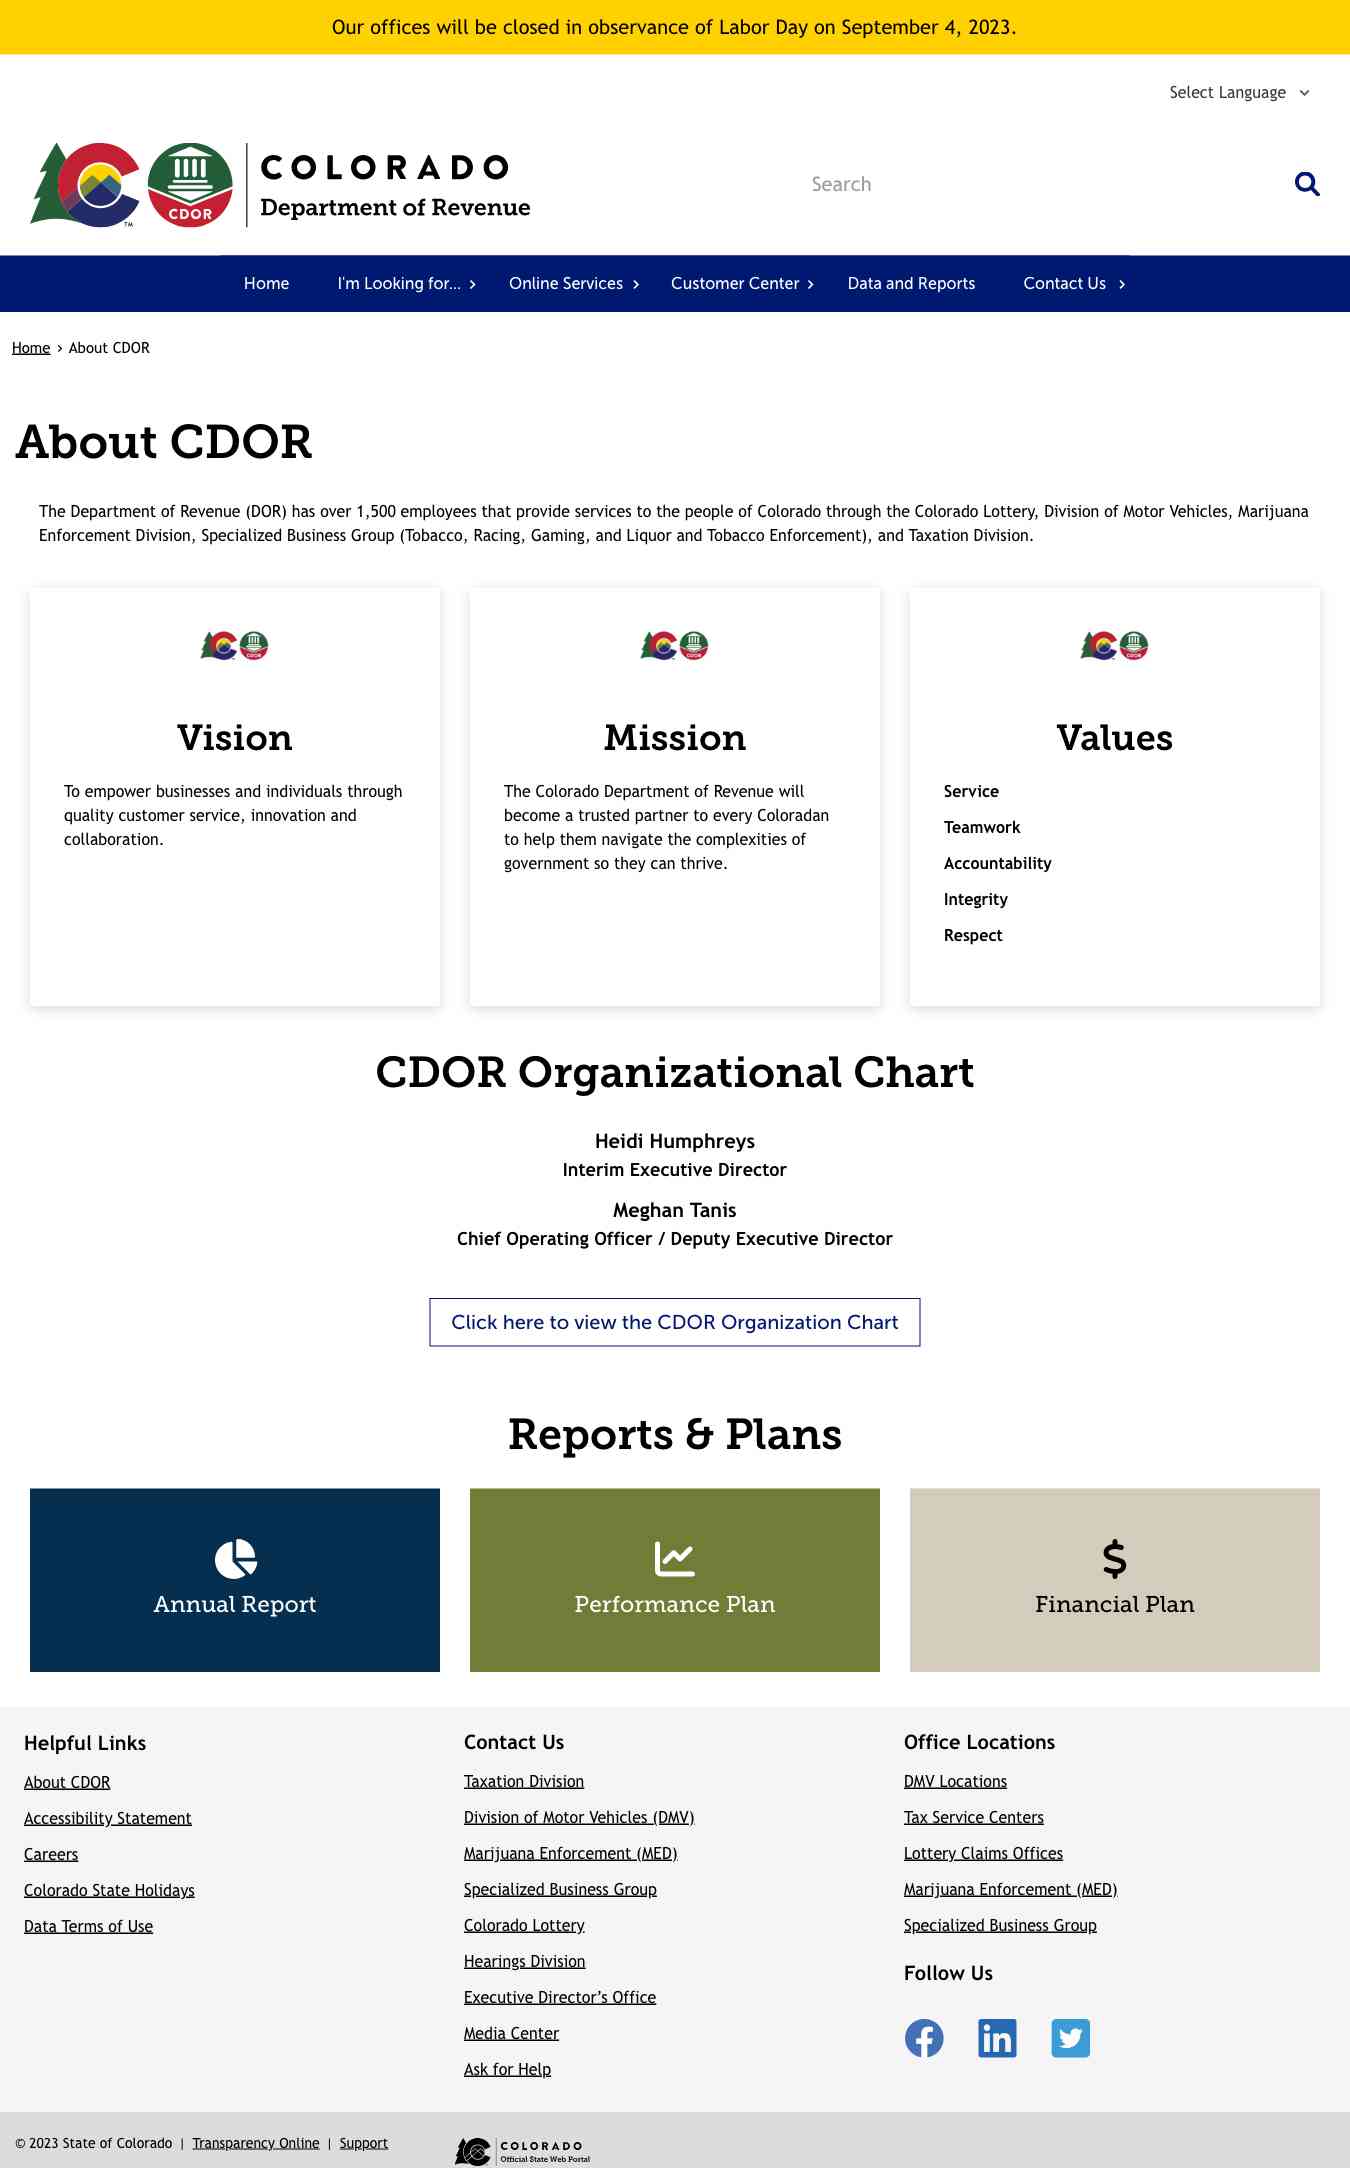 Our offices will be closed in observance of Labor Day on September 4, 2023.
Select Language
CDOR
TM
COLORADO
Department of Revenue
Search
Home I'm Looking for... Online Services Customer Center Data and Reports Contact Us
Home › About CDOR
About CDOR
The Department of Revenue (DOR) has over 1,500 employees that provide services to the people of Colorado through the Colorado Lottery, Division of Motor Vehicles, Marijuana
Enforcement Division, Specialized Business Group (Tobacco, Racing, Gaming, and Liquor and Tobacco Enforcement), and Taxation Division.
CDOR
Vision
To empower businesses and individuals through
quality customer service, innovation and
collaboration.
CDOR
Mission
The Colorado Department of Revenue will
become a trusted partner to every Coloradan
to help them navigate the complexities of
government so they can thrive.
CDOR
Values
Service
Teamwork
Accountability
Integrity
Respect
CDOR Organizational Chart
Heidi Humphreys
Interim Executive Director
Meghan Tanis
Chief Operating Officer / Deputy Executive Director
Click here to view the CDOR Organization Chart
Reports & Plans
Annual Report
Performance Plan
Financial Plan
Helpful Links
About CDOR
Accessibility Statement
Careers
Colorado State Holidays
Data Terms of Use
Contact Us
Taxation Division
Division of Motor Vehicles (DMV)
Marijuana Enforcement (MED)
Specialized Business Group
Colorado Lottery
Hearings Division
Executive Director’s Office
Media Center
Ask for Help
Office Locations
DMV Locations
Tax Service Centers
Lottery Claims Offices
Marijuana Enforcement (MED)
Specialized Business Group
Follow Us
© 2023 State of Colorado | Transparency Online | Support
COLORADO
Official State Web Portal